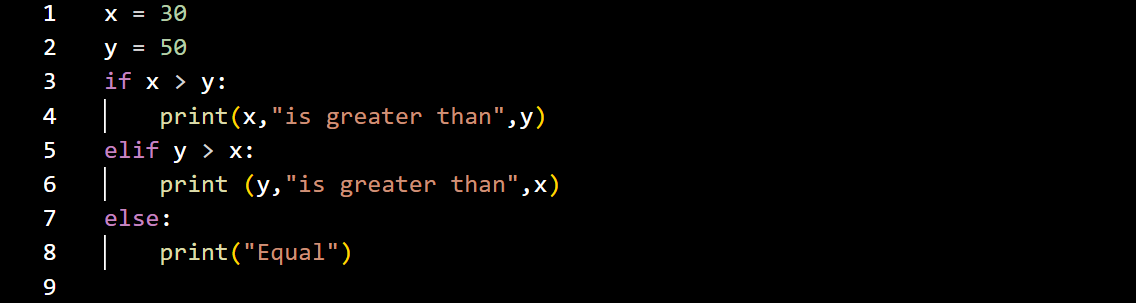 1 x = 30
2 y = 50
3 if x > y:
4     print(x,"is greater than",y)
5 elif y > x:
6     print (y,"is greater than",x)
7 else:
8     print("Equal")
9